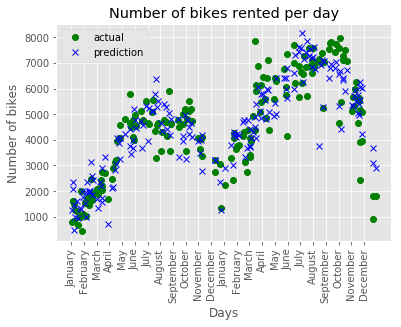 Number of bikes rented per day
actual
prediction
Number of bikes
8000
7000
6000
5000
4000
3000
2000
1000
January
February
March
April
May
June
July
August
September
October
November
December
January
February
March
April
May
June
July
August
September
October
November
December
Days